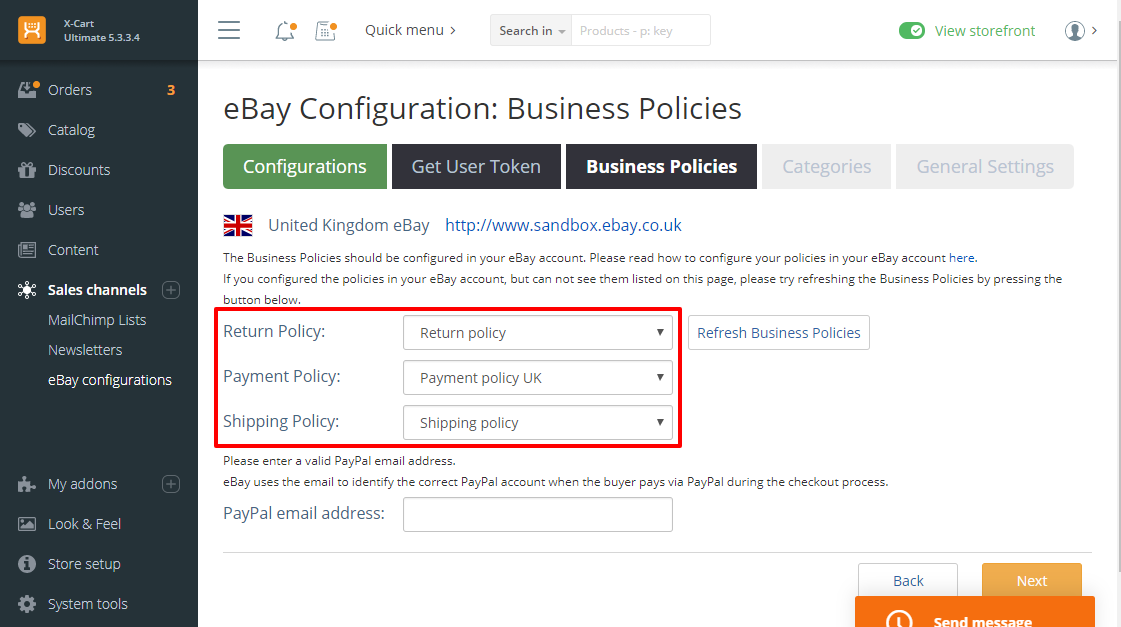 X-Cart
Ultimate 5.3.3.4
Quick menu
Search in
Products - p: key
View storefront
Orders 3
Catalog
Discounts
Users
Content
Sales channels
MailChimp Lists
Newsletters
eBay configurations
My addons
Look & Feel
Store setup
System tools
eBay Configuration: Business Policies
Configurations
Get User Token
Business Policies
Categories
General Settings
United Kingdom eBay http://www.sandbox.ebay.co.uk
The Business Policies should be configured in your eBay account. Please read how to configure your policies in your eBay account here.
If you configured the policies in your eBay account, but can not see them listed on this page, please try refreshing the Business Policies by pressing the
button below.
Return Policy: Return policy
Refresh Business Policies
Payment Policy: Payment policy UK
Shipping Policy: Shipping policy
Please enter a valid PayPal email address.
eBay uses the email to identify the correct PayPal account when the buyer pays via PayPal during the checkout process.
PayPal email address:
Back
Next
Send message